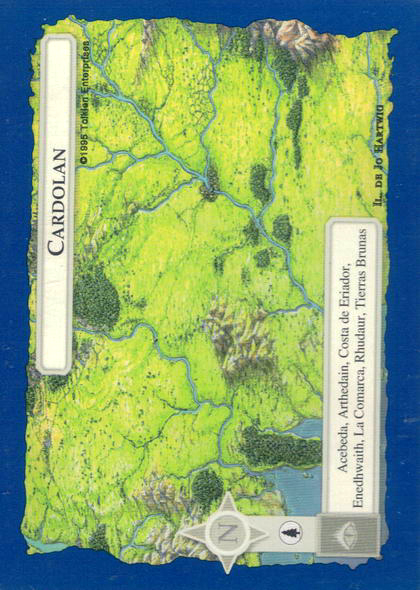 CARDOLAN
©1995 Tolkien Enterprises
IL. DE JO HARTWIG
Acebeda, Arthedain, Costa de Eriador,
Enedhwaith, La Comarca, Rhudaur, Tierras Brunas
N